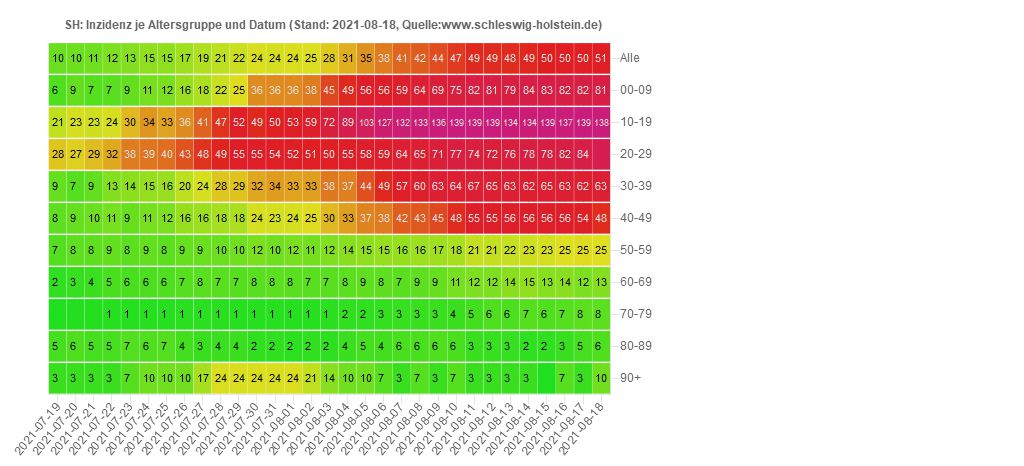 SH: Inzidenz je Altersgruppe und Datum (Stand: 2021-08-18, Quelle:www.schleswig-holstein.de)
10 10 11 12 13 15 15 17 19 21 22 24 24 24 25 28 31 35 38 41 42 44 47 49 49 48 49 50 50 50 51 Alle
6 9 7 7 9 11 12 16 18 22 25 36 36 36 38 45 49 56 56 59 64 69 75 82 81 79 84 83 82 82 81 00-09
21 23 23 24 30 34 33 36 41 47 52 49 50 53 59 72 89 103 127 132 133 136 139 139 139 134 134 139 137 139 138 10-19
28 27 29 32 38 39 40 43 48 49 55 55 54 52 51 50 55 58 59 64 65 71 77 74 72 76 78 78 82 84 20-29
9 7 9 13 14 15 16 20 24 28 29 32 34 33 33 38 37 44 49 57 60 63 64 67 65 63 62 65 63 62 63 30-39
8 9 10 11 9 11 12 16 16 18 18 24 23 24 25 30 33 37 38 42 43 45 48 55 55 56 56 56 56 54 48 40-49
7 8 8 9 8 9 8 9 9 10 10 12 10 12 11 12 14 15 15 16 16 17 18 21 21 22 23 23 25 25 25 50-59
2 3 4 5 6 6 6 7 8 7 7 8 8 8 7 7 8 9 8 7 9 9 11 12 12 14 15 13 14 12 13 60-69
1 1 1 1 1 1 1 1 1 1 1 1 1 2 2 3 3 3 3 4 5 6 6 7 6 7 8 8 70-79
5 6 5 5 7 6 7 4 3 4 4 2 2 2 2 2 4 5 4 6 6 6 6 3 3 3 2 2 3 5 6 80-89
3 3 3 3 7 10 10 10 17 24 24 24 24 24 21 14 10 10 7 3 7 3 7 3 3 3 3 7 3 10 90+
2021-07-19
2021-07-20
2021-07-21
2021-07-22
2021-07-23
2021-07-24
2021-07-25
2021-07-26
2021-07-27
2021-07-28
2021-07-29
2021-07-30
2021-07-31
2021-08-01
2021-08-02
2021-08-03
2021-08-04
2021-08-05
2021-08-06
2021-08-07
2021-08-08
2021-08-09
2021-08-10
2021-08-11
2021-08-12
2021-08-13
2021-08-14
2021-08-15
2021-08-16
2021-08-17
2021-08-18